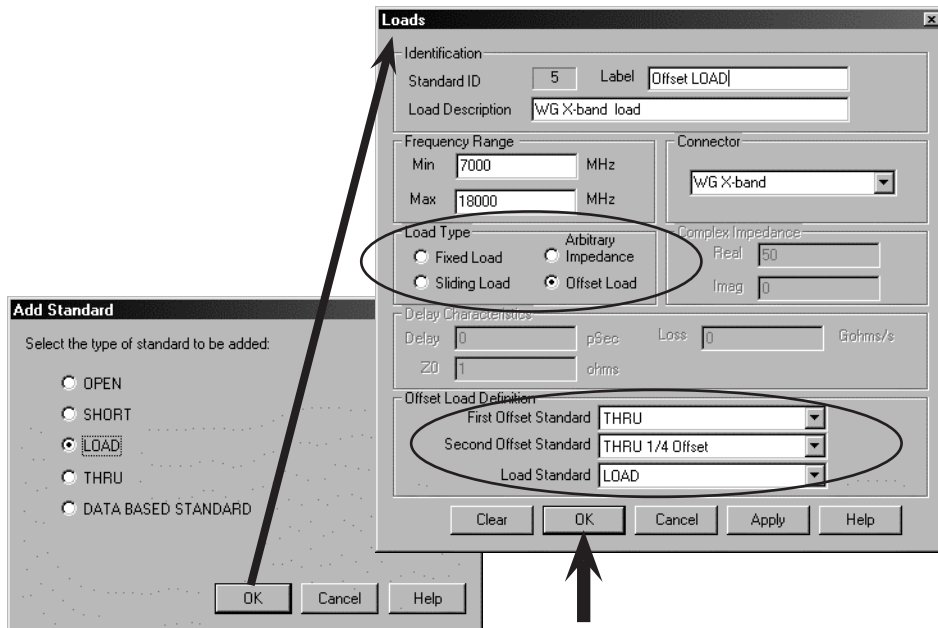 Loads
Identification
Standard ID 5 Label Offset LOAD
Load Description WG X-band load
Frequency Range
Min 7000 MHz
Max 18000 MHz
Connector
WG X-band
Load Type
Fixed Load
Arbitrary
Impedance
Sliding Load
Offset Load
Complex Impedance
Real 50
Imag 0
Delay Characteristics
Delay 0 pSec Loss 0 Gohms/s
Z0 1 ohms
Offset Load Definition
First Offset Standard THRU
Second Offset Standard THRU 1/4 Offset
Load Standard LOAD
Clear OK Cancel Apply Help
Add Standard
Select the type of standard to be added:
OPEN
SHORT
LOAD
THRU
DATA BASED STANDARD
OK Cancel Help